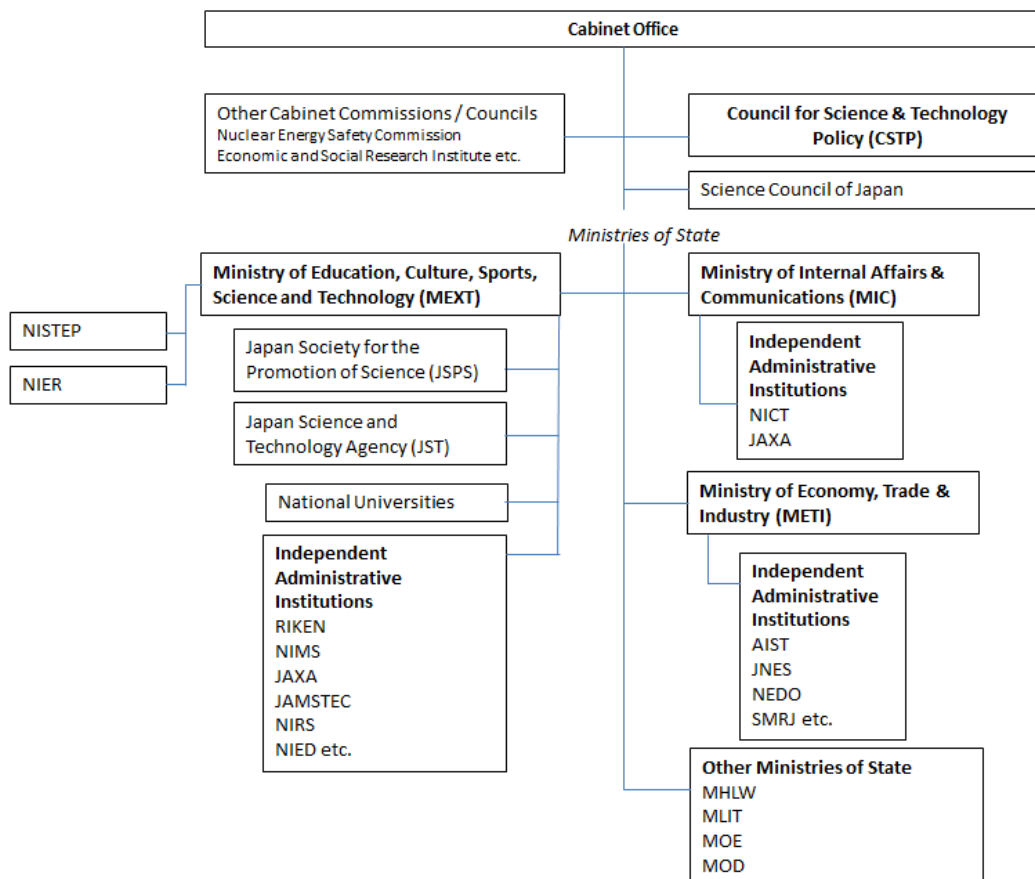 Cabinet Office
Other Cabinet Commissions / Councils
Nuclear Energy Safety Commission
Economic and Social Research Institute etc.
Council for Science & Technology
Policy (CSTP)
Science Council of Japan
Ministries of State
Ministry of Education, Culture, Sports,
Science and Technology (MEXT)
NISTEP
NIER
Japan Society for the
Promotion of Science (JSPS)
Japan Science and
Technology Agency (JST)
National Universities
Independent
Administrative
Institutions
RIKEN
NIMS
JAXA
JAMSTEC
NIRS
NIED etc.
Ministry of Internal Affairs &
Communications (MIC)
Independent
Administrative
Institutions
NICT
JAXA
Ministry of Economy, Trade &
Industry (METI)
Independent
Administrative
Institutions
AIST
JNES
NEDO
SMRJ etc.
Other Ministries of State
MHLW
MLIT
MOE
MOD